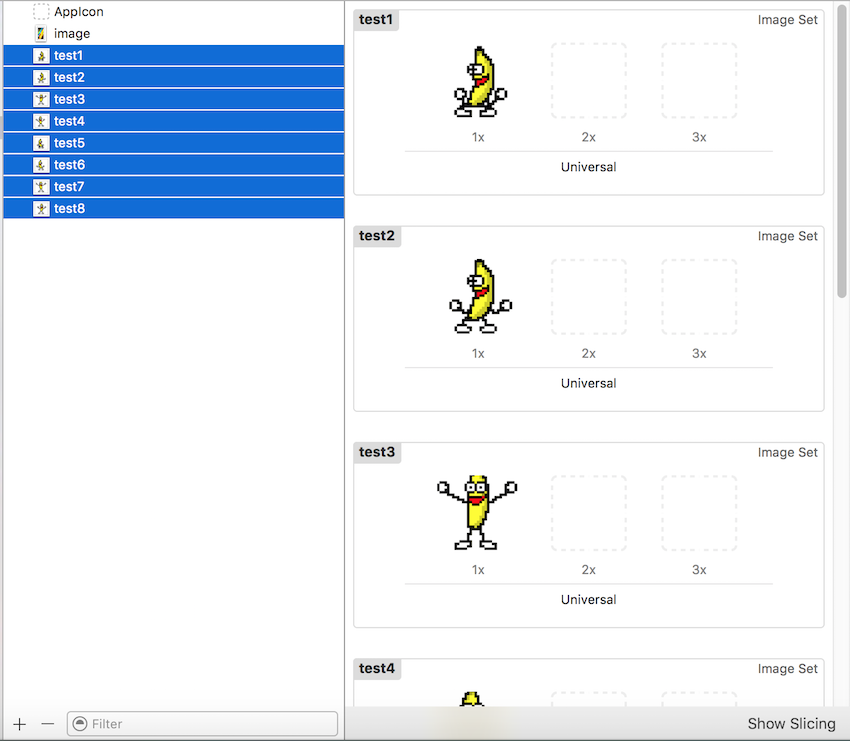 AppIcon
image
test1
test2
test3
test4
test5
test6
test7
test8
Filter
test1 Image Set
1x 2x 3x
Universal
test2 Image Set
1x 2x 3x
Universal
test3 Image Set
1x 2x 3x
Universal
test4 Image Set
Show Slicing